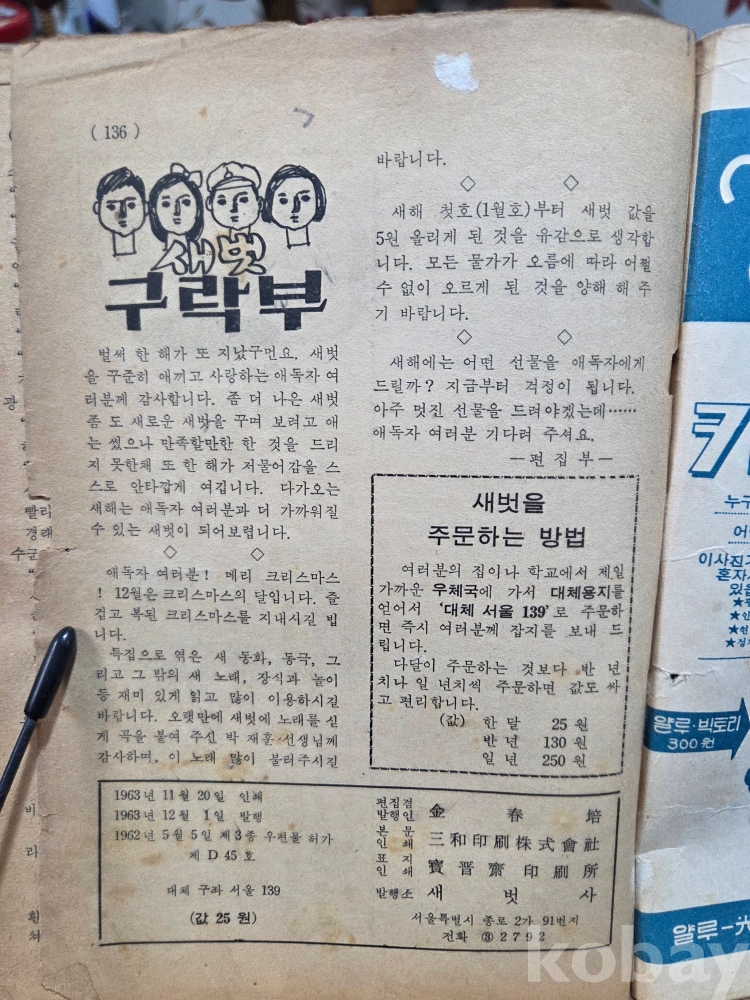 ( 136 )
새벗
구락부
벌써 한 해가 또 지났구먼요. 새벗
을 꾸준히 애끼고 사랑하는 애독자 여
러분께 감사합니다. 좀 더 나은 새벗
좀 도 새로운 새벗을 꾸며 보려고 애
는 썼으나 만족할만한 한 것을 드리
지 못한채 또 한 해가 저물어감을 스
스로 안타깝게 여깁니다. 다가오는
새해는 애독자 여러분과 더 가까워질
수 있는 새벗이 되어보렵니다.
◇ ◇
애독자 여러분! 메리 크리스마스
! 12월은 크리스마스의 달입니다. 즐
겁고 복된 크리스마스를 지내시길 빕
니다.
특집으로 엮은 새 동화, 동극, 그
리고 그 밖의 새 노래, 장식과 놀이
등 재미 있게 읽고 많이 이용하시길
바랍니다. 오랫만에 새벗에 노래를 싣
게 곡을 붙여 주신 박 재훈 선생님께
감사하며, 이 노래 많이 불러주시길
바랍니다.
◇ ◇
새해 첫호(1월호)부터 새벗 값을
5원 올리게 된 것을 유감으로 생각합
니다. 모든 물가가 오름에 따라 어쩔
수 없이 오르게 된 것을 양해 해 주
기 바랍니다.
◇ ◇
새해에는 어떤 선물을 애독자에게
드릴까? 지금부터 걱정이 됩니다.
아주 멋진 선물을 드려야겠는데……
애독자 여러분 기다려 주셔요.
—편집부—
새벗을
주문하는 방법
여러분의 집이나 학교에서 제일
가까운 우체국에 가서 대체용지를
얻어서 '대체 서울 139'로 주문하
면 즉시 여러분께 잡지를 보내 드
립니다.
다달이 주문하는 것보다 반 년
치나 일 년치씩 주문하면 값도 싸
고 편리합니다.
(값) 한 달 25 원
반 년 130 원
일 년 250 원
1963년 11월 20일 인쇄
1963년 12월 1일 발행
1962년 5월 5일 제3종 우편물 허가
제 D 45 호
대체 구좌 서울 139
(값 25 원)
편집겸
발행인 金春培
본문
인쇄 三和印刷株式會社
표지
인쇄 寶晋齋印刷所
발행소 새벗사
서울특별시 종로 2가 91번지
전화 ③ 2792
광
빨리
경래
수군
비
라
훤
쳐
누구
어
이사진기
혼자
있음
얄루·빅토리
300원
얄루-光
kobay